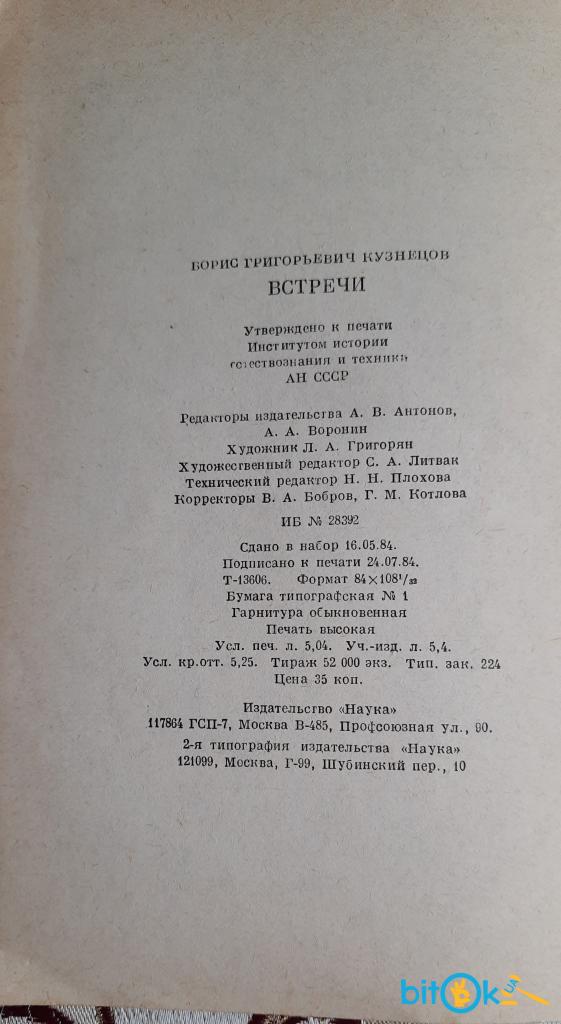 БОРИС ГРИГОРЬЕВИЧ КУЗНЕЦОВ
ВСТРЕЧИ
Утверждено к печати
Институтом истории
естествознания и техники
АН СССР
Редакторы издательства А. В. Антонов,
А. А. Воронин
Художник Л. А. Григорян
Художественный редактор С. А. Литвак
Технический редактор Н. Н. Плохова
Корректоры В. А. Бобров, Г. М. Котлова
ИБ № 28392
Сдано в набор 16.05.84.
Подписано к печати 24.07.84.
Т-13606. Формат 84×108¹/₃₂
Бумага типографская № 1
Гарнитура обыкновенная
Печать высокая
Усл. печ. л. 5,04. Уч.-изд. л. 5,4.
Усл. кр.отт. 5,25. Тираж 52 000 экз. Тип. зак. 224
Цена 35 коп.
Издательство «Наука»
117864 ГСП-7, Москва В-485, Профсоюзная ул., 90.
2-я типография издательства «Наука»
121099, Москва, Г-99, Шубинский пер., 10
bitok UA